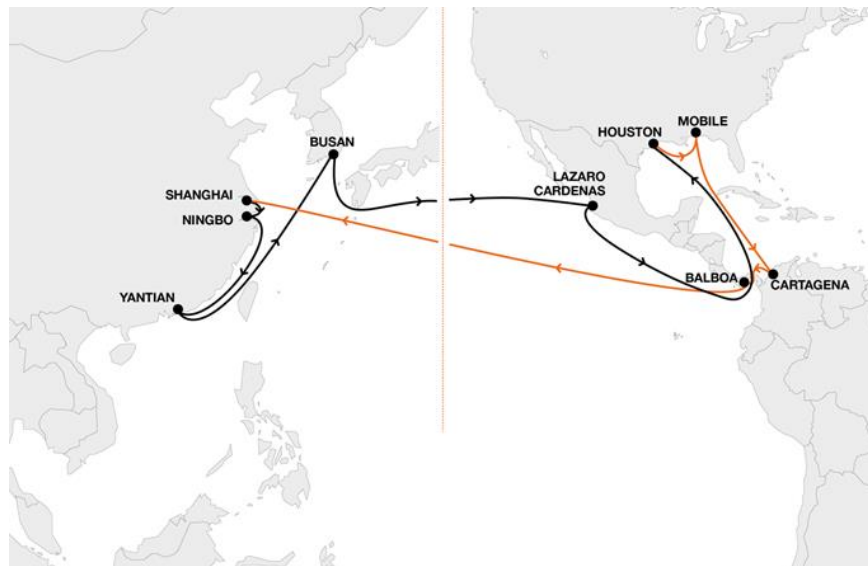 BUSAN
SHANGHAI
NINGBO
YANTIAN
MOBILE
HOUSTON
LAZARO
CARDENAS
BALBOA
CARTAGENA